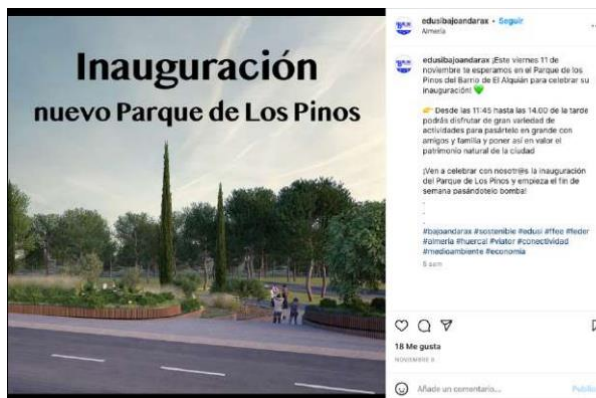 Inauguración
nuevo Parque de Los Pinos
edusibajoandarax • Seguir
Almería
edusibajoandarax ¡Este viernes 11 de
noviembre te esperamos en el Parque de los
Pinos del Barrio de El Alquián para celebrar su
inauguración! 💚
👉 Desde las 11:45 hasta las 14.00 de la tarde
podrás disfrutar de gran variedad de
actividades para pasártelo en grande con
amigos y familia y poner así en valor el
patrimonio natural de la ciudad
¡Ven a celebrar con nosotr@s la inauguración
del Parque de Los Pinos y empieza el fin de
semana pasándotelo bomba!
.
.
.
#bajoandarax #sostenible #edusi #ffee #feder
#almeria #huercal #viator #conectividad
#medioambiente #economia
6 sem
18 Me gusta
NOVIEMBRE 8
Añade un comentario...